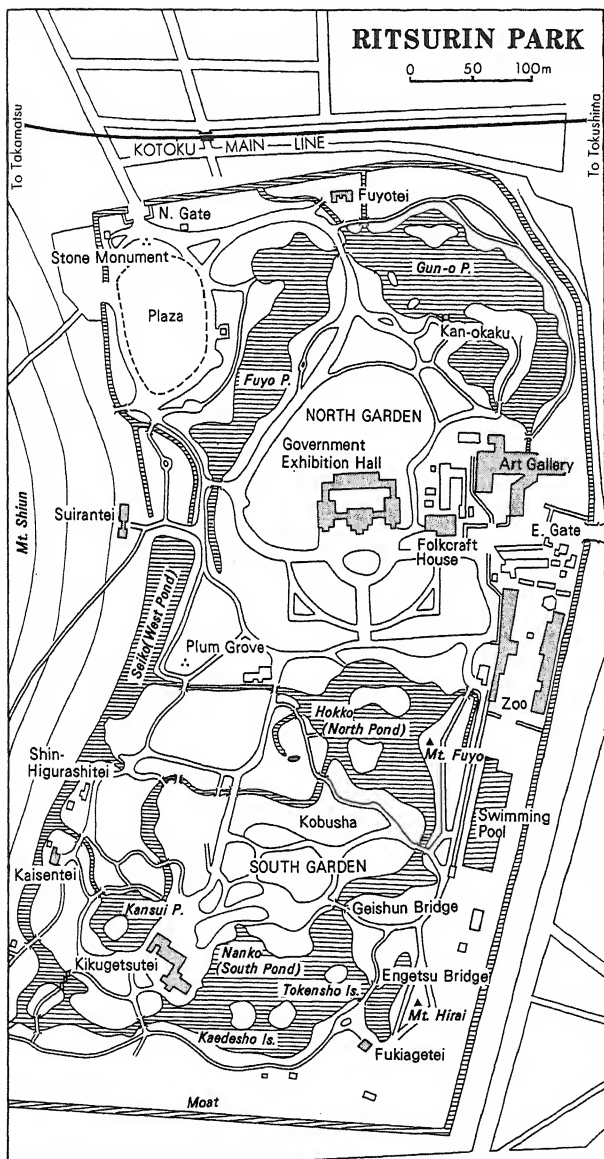 RITSURIN PARK
0 50 100m
To Takamatsu
To Tokushima
KOTOKU MAIN LINE
Fuyotei
N. Gate
Stone Monument
Gun-o P.
Plaza
Kan-okaku
Fuyo P.
NORTH GARDEN
Government
Exhibition Hall
Art Gallery
Mt. Shiun
Suirantei
E. Gate
Folkcraft
House
Seiko (West Pond)
Plum Grove
Zoo
Hokko
(North Pond)
Mt. Fuyo
Shin-
Higurashitei
Swimming
Pool
Kobusha
Kaisentei
SOUTH GARDEN
Kansui P.
Geishun Bridge
Nanko
(South Pond)
Kikugetsutei
Engetsu Bridge
Tokensho Is.
Mt. Hirai
Kaedesho Is.
Fukiagetei
Moat